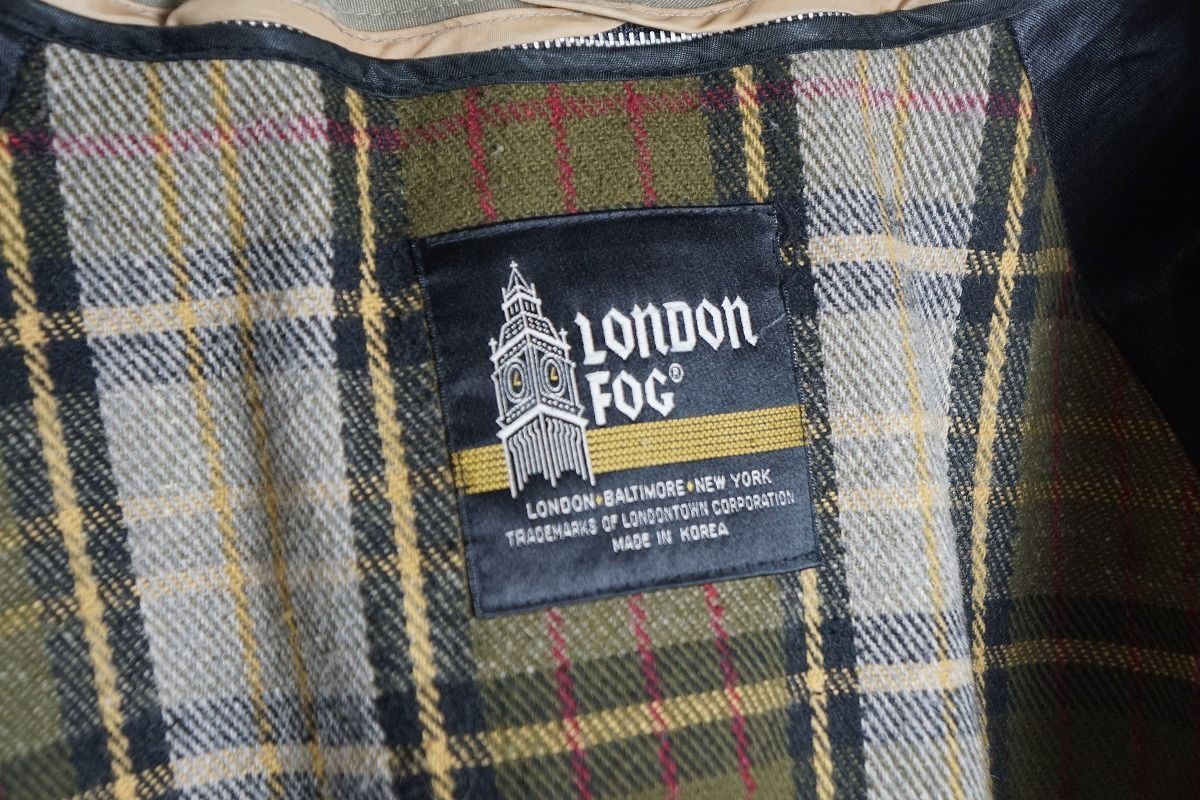 LONDON
FOG®
LONDON•BALTIMORE•NEW YORK
TRADEMARKS OF LONDONTOWN CORPORATION
MADE IN KOREA